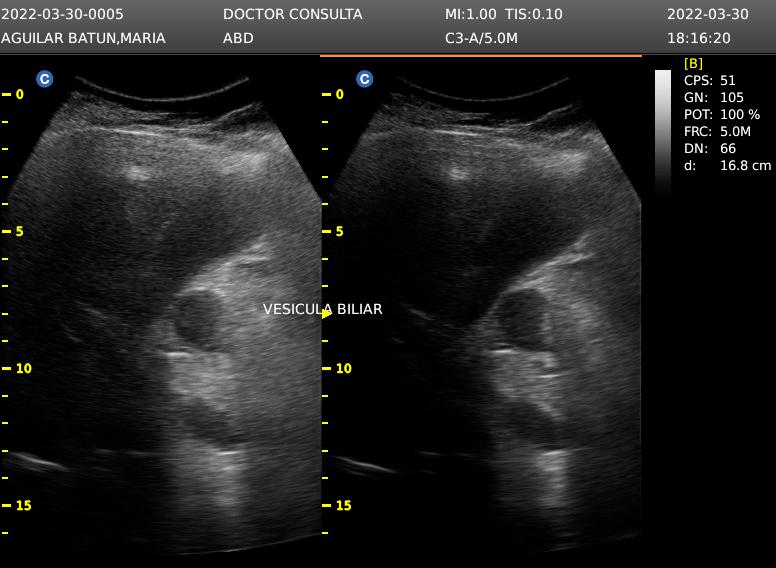 2022-03-30-0005 DOCTOR CONSULTA MI:1.00 TIS:0.10 2022-03-30
AGUILAR BATUN,MARIA ABD C3-A/5.0M 18:16:20
C C
[B]
0 0
CPS: 51
GN: 105
POT: 100 %
FRC: 5.0M
DN: 66
d: 16.8 cm
5 5
VESICULA BILIAR
10 10
15 15